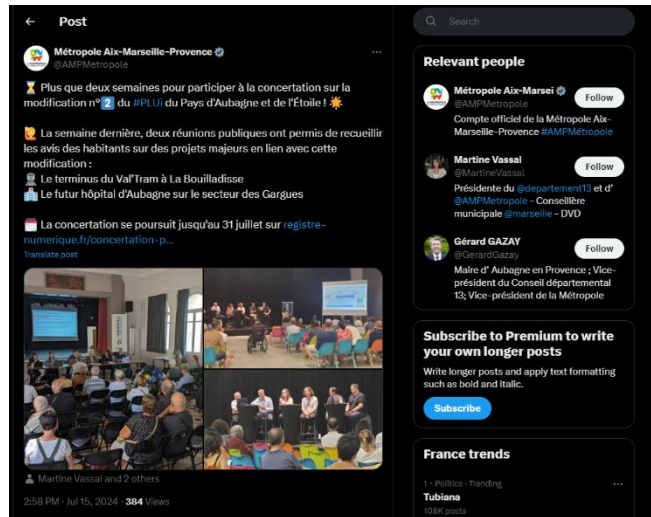 Post
Métropole Aix-Marseille-Provence
@AMPMetropole
⏳ Plus que deux semaines pour participer à la concertation sur la
modification n° 2️⃣ du #PLUi du Pays d'Aubagne et de l'Étoile ! ☀️
🙋 La semaine dernière, deux réunions publiques ont permis de recueillir
les avis des habitants sur des projets majeurs en lien avec cette
modification :
🚊 Le terminus du Val'Tram à La Bouilladisse
🏥 Le futur hôpital d'Aubagne sur le secteur des Gargues
🗓️ La concertation se poursuit jusqu'au 31 juillet sur registre-
numerique.fr/concertation-p...
Translate post
Martine Vassal and 2 others
2:58 PM · Jul 15, 2024 · 384 Views
Search
Relevant people
Métropole Aix-Marsei
@AMPMetropole
Follow
Compte officiel de la Métropole Aix-
Marseille-Provence #AMPMétropole
Martine Vassal
@MartineVassal
Follow
Présidente du @departement13 et d'
@AMPMetropole - Conseillère
municipale @marseille - DVD
Gérard GAZAY
@GerardGazay
Follow
Maire d' Aubagne en Provence ; Vice-
président du Conseil départemental
13; Vice-président de la Métropole
Subscribe to Premium to write
your own longer posts
Write longer posts and apply text formatting
such as bold and italic.
Subscribe
France trends
1 · Politics · Trending
Tubiana
108K posts